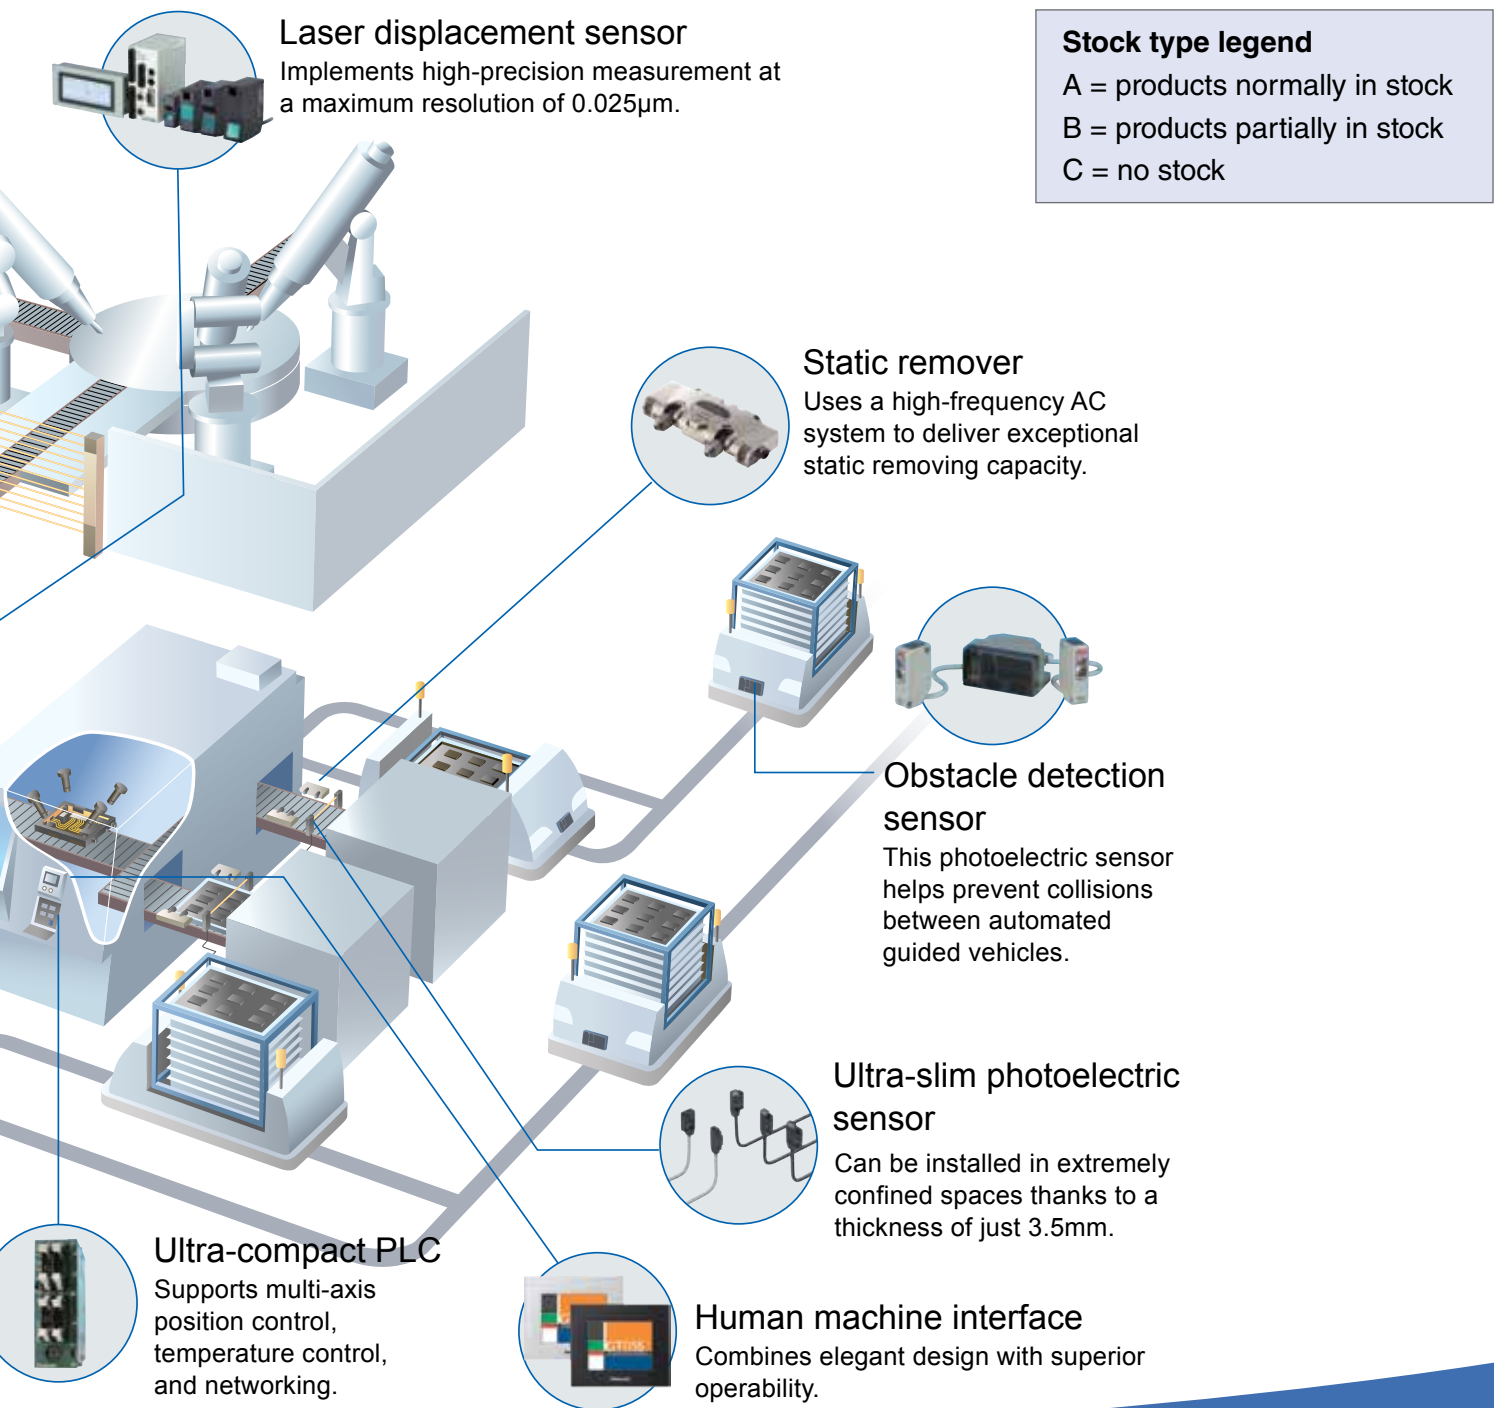 Laser displacement sensor
Implements high-precision measurement at
a maximum resolution of 0.025µm.
Stock type legend
A = products normally in stock
B = products partially in stock
C = no stock
Static remover
Uses a high-frequency AC
system to deliver exceptional
static removing capacity.
Obstacle detection
sensor
This photoelectric sensor
helps prevent collisions
between automated
guided vehicles.
Ultra-slim photoelectric
sensor
Can be installed in extremely
confined spaces thanks to a
thickness of just 3.5mm.
Ultra-compact PLC
Supports multi-axis
position control,
temperature control,
and networking.
Human machine interface
Combines elegant design with superior
operability.